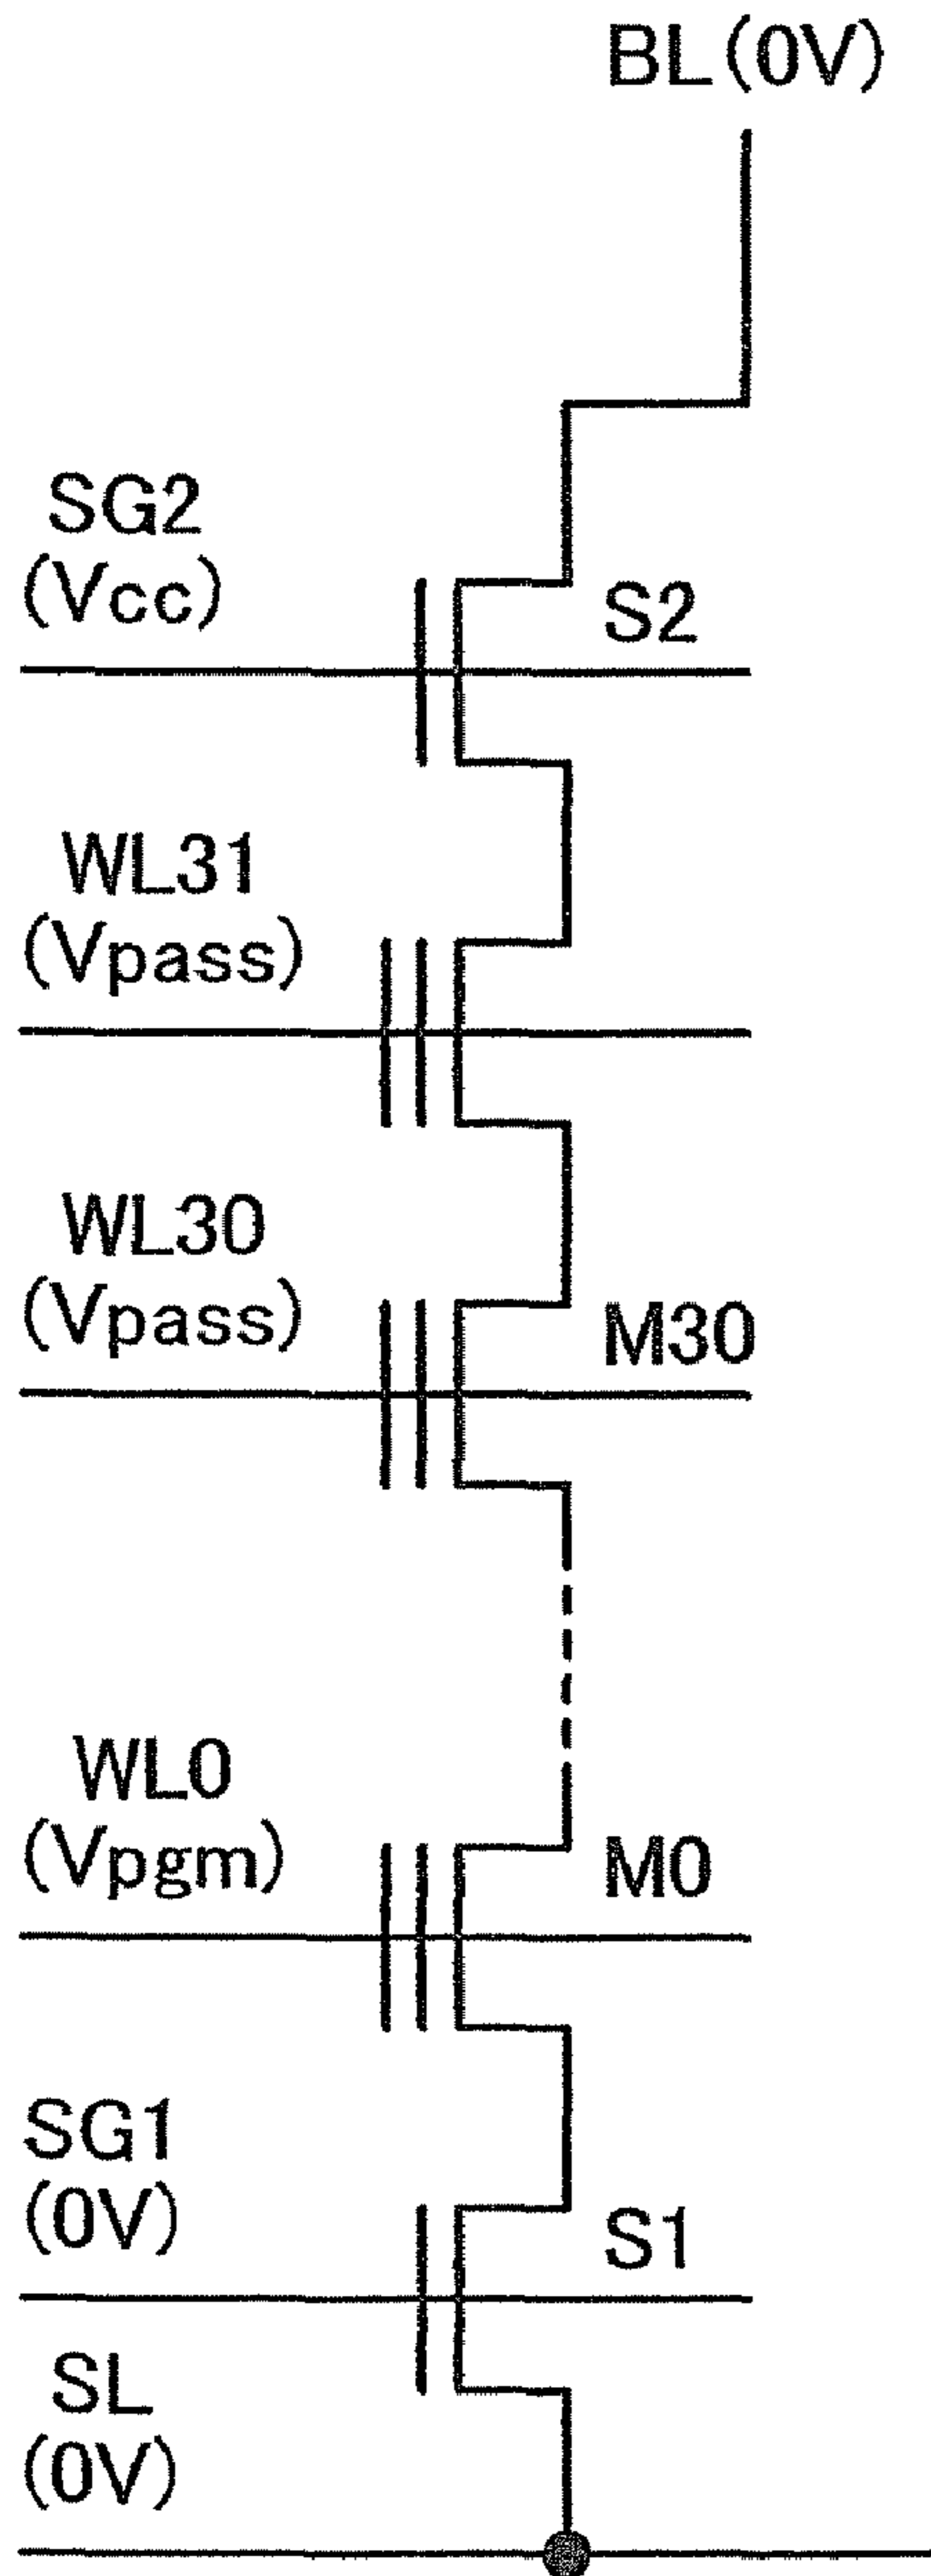 BL(0V)
SG2
(Vcc)
S2
WL31
(Vpass)
WL30
(Vpass)
M30
WL0
(Vpgm)
M0
SG1
(0V)
S1
SL
(0V)